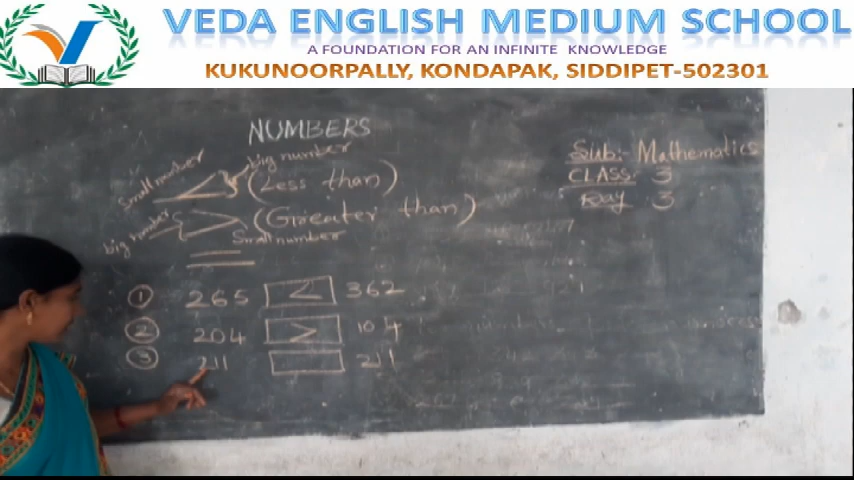 VEDA ENGLISH MEDIUM SCHOOL
A FOUNDATION FOR AN INFINITE KNOWLEDGE
KUKUNOORPALLY, KONDAPAK, SIDDIPET-502301
NUMBERS
Sub:- Mathematics
CLASS: 3
Day 3
Small number < big number (Less than)
big number > Small number (Greater than)
=
① 265 < 362
② 204 > 104
③ 211 211